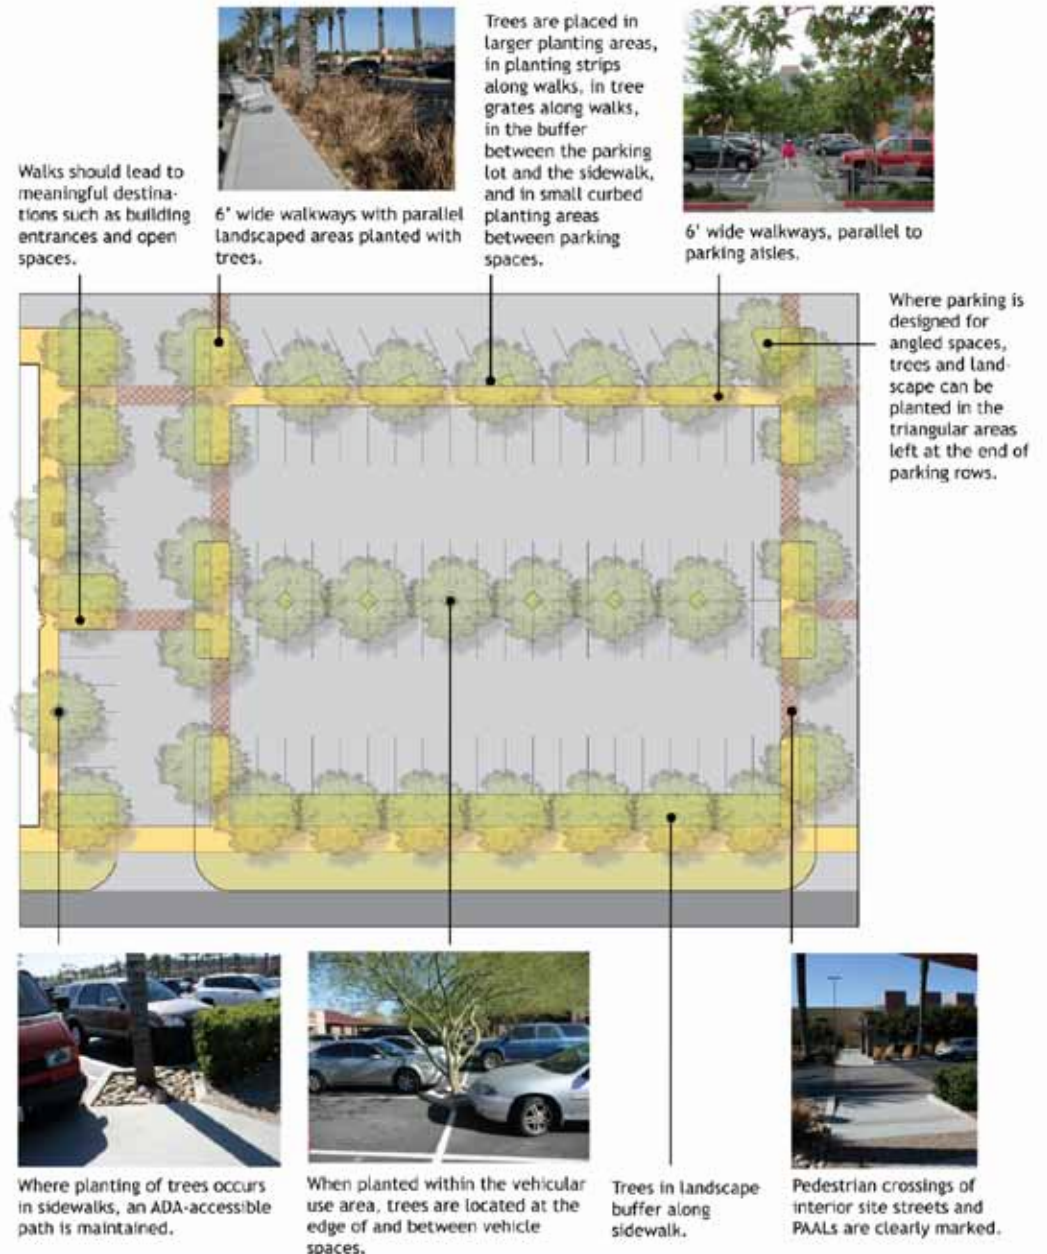 Trees are placed in
larger planting areas,
in planting strips
along walks, in tree
grates along walks,
in the buffer
between the parking
lot and the sidewalk,
and in small curbed
planting areas
between parking
spaces.
Walks should lead to
meaningful destina-
tions such as building
entrances and open
spaces.
6' wide walkways with parallel
landscaped areas planted with
trees.
6' wide walkways, parallel to
parking aisles.
Where parking is
designed for
angled spaces,
trees and land-
scape can be
planted in the
triangular areas
left at the end of
parking rows.
Where planting of trees occurs
in sidewalks, an ADA-accessible
path is maintained.
When planted within the vehicular
use area, trees are located at the
edge of and between vehicle
spaces.
Trees in landscape
buffer along
sidewalk.
Pedestrian crossings of
interior site streets and
PAALs are clearly marked.